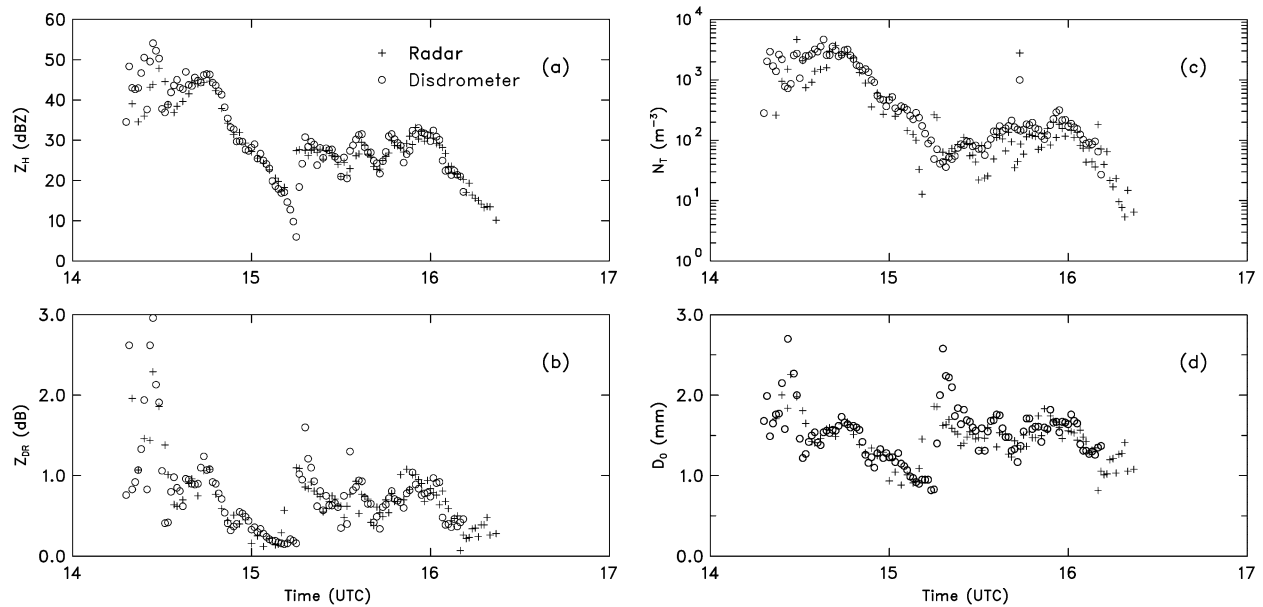 60
50
40
30
20
10
0
Z_H (dBZ)
+ Radar
○ Disdrometer
(a)
14 15 16 17
10^4
10^3
10^2
10^1
10^0
N_T (m^-3)
(c)
14 15 16 17
3.0
2.0
1.0
0.0
Z_DR (dB)
(b)
14 15 16 17
Time (UTC)
3.0
2.0
1.0
0.0
D_0 (mm)
(d)
14 15 16 17
Time (UTC)